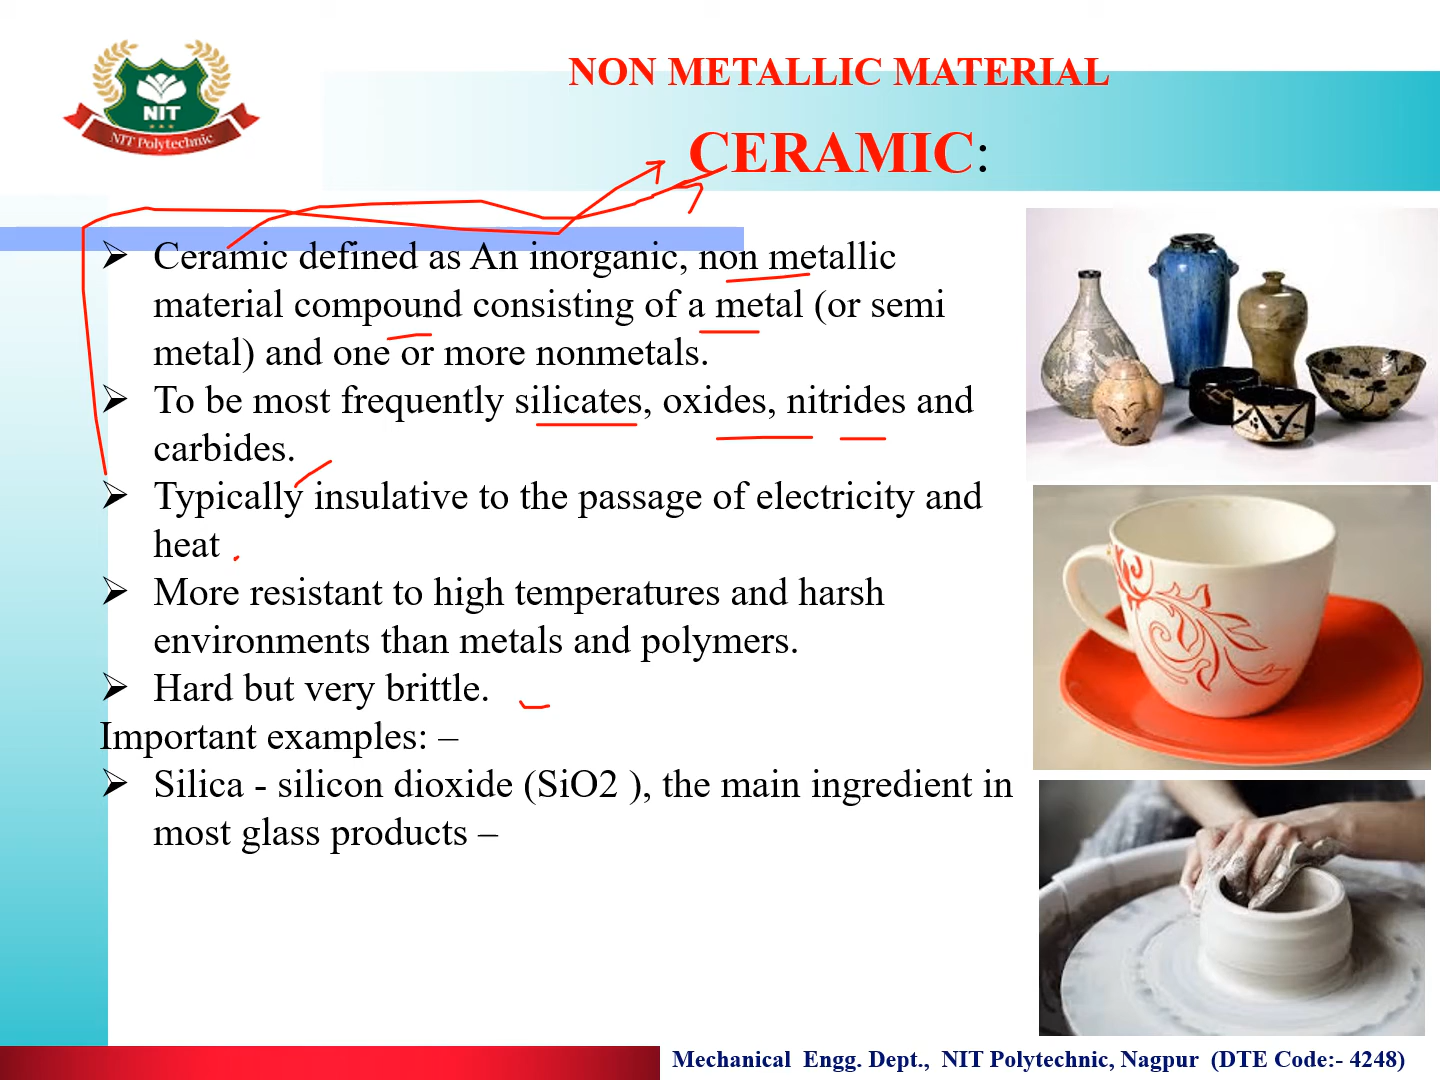 NIT
NIT Polytechnic
NON METALLIC MATERIAL
CERAMIC:
➢ Ceramic defined as An inorganic, non metallic
material compound consisting of a metal (or semi
metal) and one or more nonmetals.
➢ To be most frequently silicates, oxides, nitrides and
carbides.
➢ Typically insulative to the passage of electricity and
heat
➢ More resistant to high temperatures and harsh
environments than metals and polymers.
➢ Hard but very brittle.
Important examples: –
➢ Silica - silicon dioxide (SiO2 ), the main ingredient in
most glass products –
Mechanical Engg. Dept., NIT Polytechnic, Nagpur (DTE Code:- 4248)